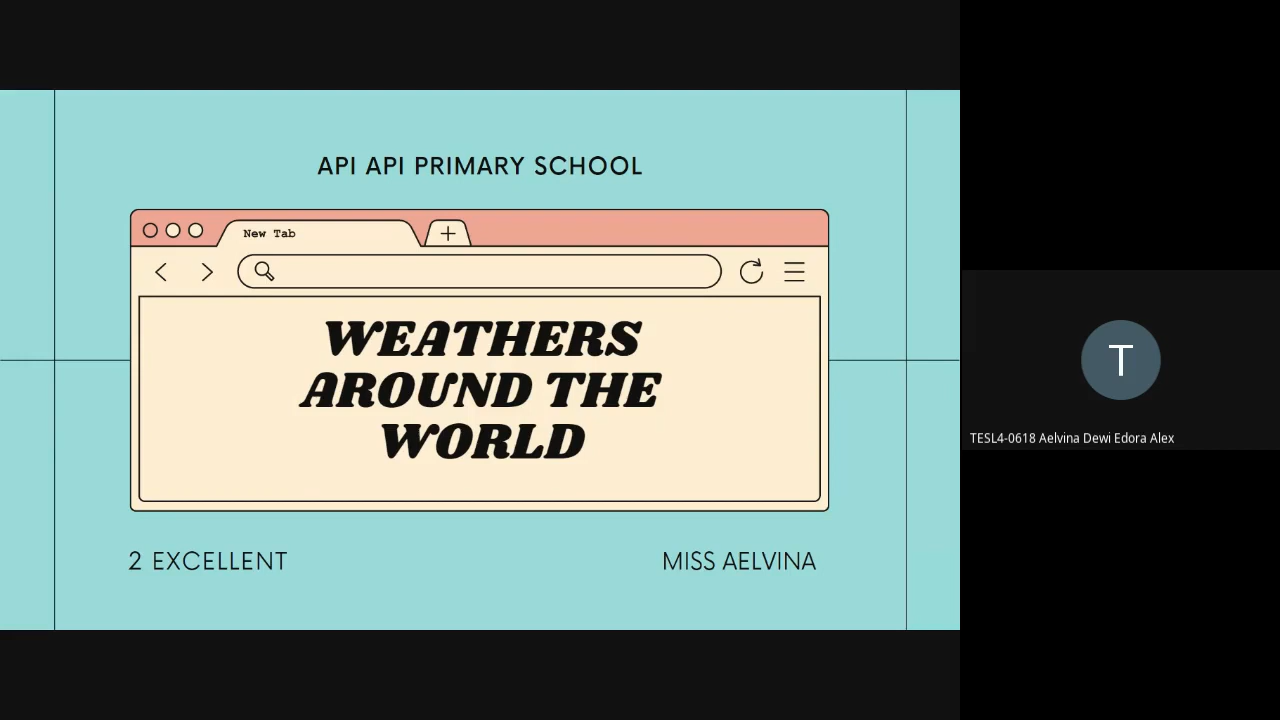 API API PRIMARY SCHOOL
New Tab
WEATHERS
AROUND THE
WORLD
2 EXCELLENT
MISS AELVINA
T
TESL4-0618 Aelvina Dewi Edora Alex